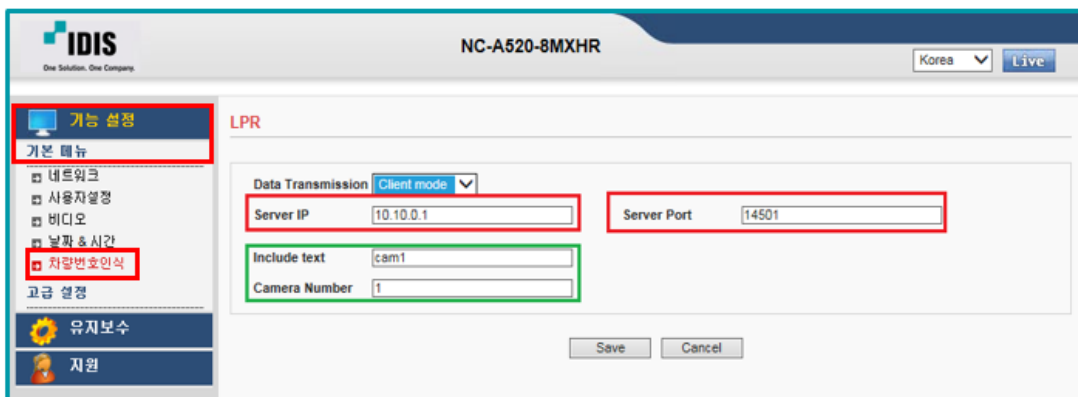 IDIS
One Solution. One Company.
NC-A520-8MXHR
Korea
Live
기능 설정
기본 메뉴
네트워크
사용자설정
비디오
날짜 & 시간
차량번호인식
고급 설정
유지보수
지원
LPR
Data Transmission Client mode
Server IP 10.10.0.1 Server Port 14501
Include text cam1
Camera Number 1
Save Cancel